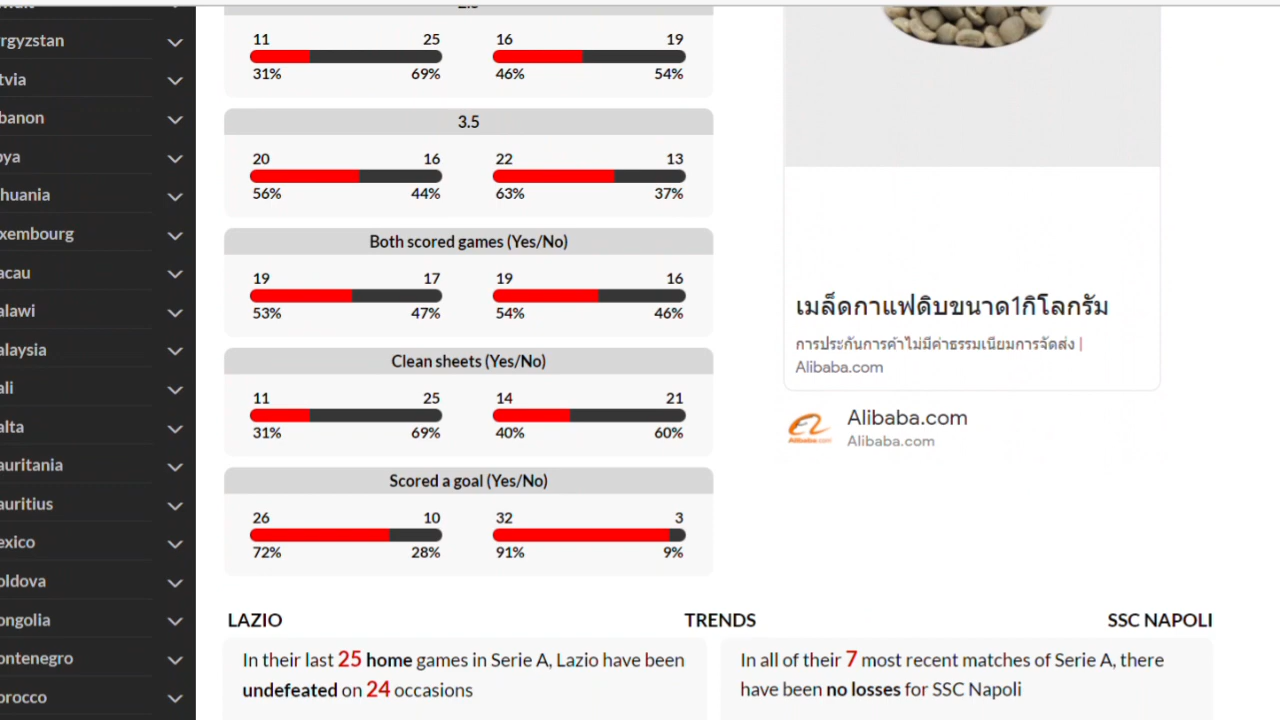 rgyzstan
tvia
banon
oya
huania
xembourg
acau
alawi
alaysia
ali
alta
auritania
auritius
exico
oldova
ongolia
ontenegro
orocco
11 25 16 19
31% 69% 46% 54%
3.5
20 16 22 13
56% 44% 63% 37%
Both scored games (Yes/No)
19 17 19 16
53% 47% 54% 46%
Clean sheets (Yes/No)
11 25 14 21
31% 69% 40% 60%
Scored a goal (Yes/No)
26 10 32 3
72% 28% 91% 9%
LAZIO TRENDS SSC NAPOLI
In their last 25 home games in Serie A, Lazio have been
undefeated on 24 occasions
In all of their 7 most recent matches of Serie A, there
have been no losses for SSC Napoli
เมล็ดกาแฟดิบขนาด1กิโลกรัม
การประกันการค้าไม่มีค่าธรรมเนียมการจัดส่ง |
Alibaba.com
Alibaba.com
Alibaba.com
Alibaba.com